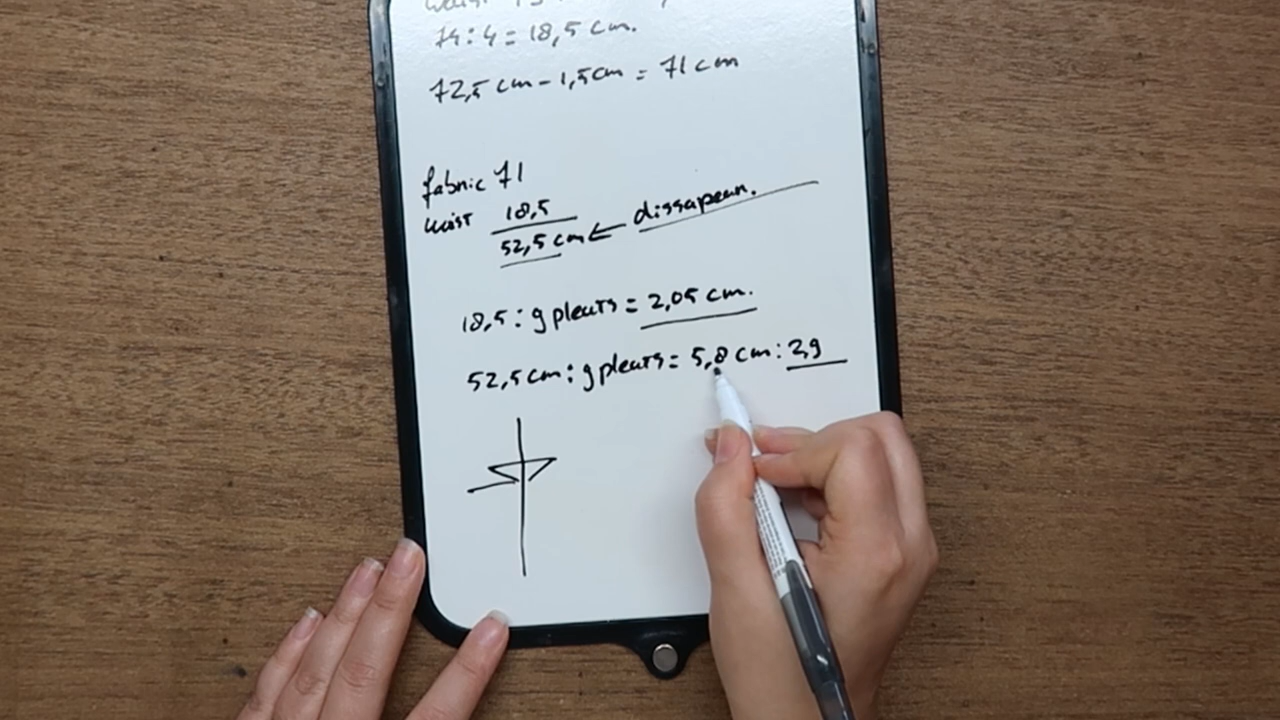 74:4 = 18,5 cm.
72,5 cm - 1,5 cm = 71 cm
fabric 71
waist 18,5
52,5 cm ← dissapear.
18,5 : 9 pleats = 2,05 cm.
52,5 cm : 9 pleats = 5,8 cm : 2,9